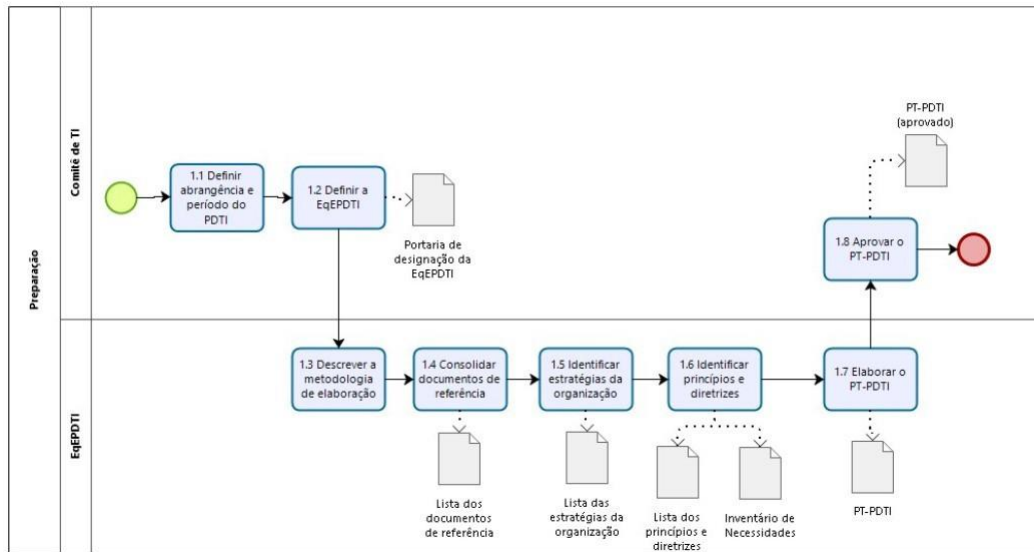 Preparação
Comitê de TI
1.1 Definir
abrangência e
período do
PDTI
1.2 Definir a
EqEPDTI
Portaria de
designação da
EqEPDTI
PT-PDTI
(aprovado)
1.8 Aprovar o
PT-PDTI
EqEPDTI
1.3 Descrever a
metodologia
de elaboração
1.4 Consolidar
documentos de
referência
1.5 Identificar
estratégias da
organização
1.6 Identificar
princípios e
diretrizes
1.7 Elaborar o
PT-PDTI
Lista dos
documentos
de referência
Lista das
estratégias da
organização
Lista dos
princípios e
diretrizes
Inventário de
Necessidades
PT-PDTI